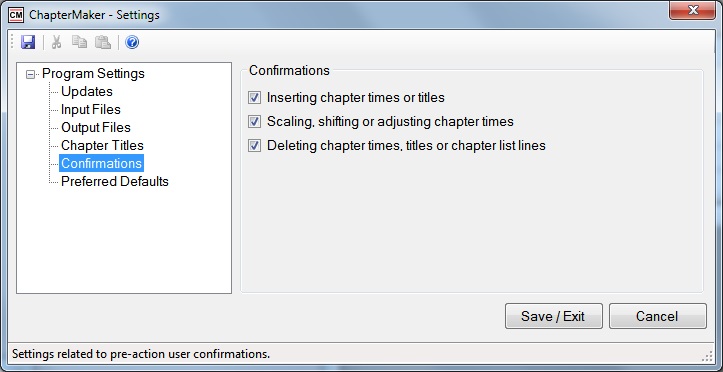 CM ChapterMaker - Settings
Program Settings
Updates
Input Files
Output Files
Chapter Titles
Confirmations
Preferred Defaults
Confirmations
Inserting chapter times or titles
Scaling, shifting or adjusting chapter times
Deleting chapter times, titles or chapter list lines
Save / Exit
Cancel
Settings related to pre-action user confirmations.